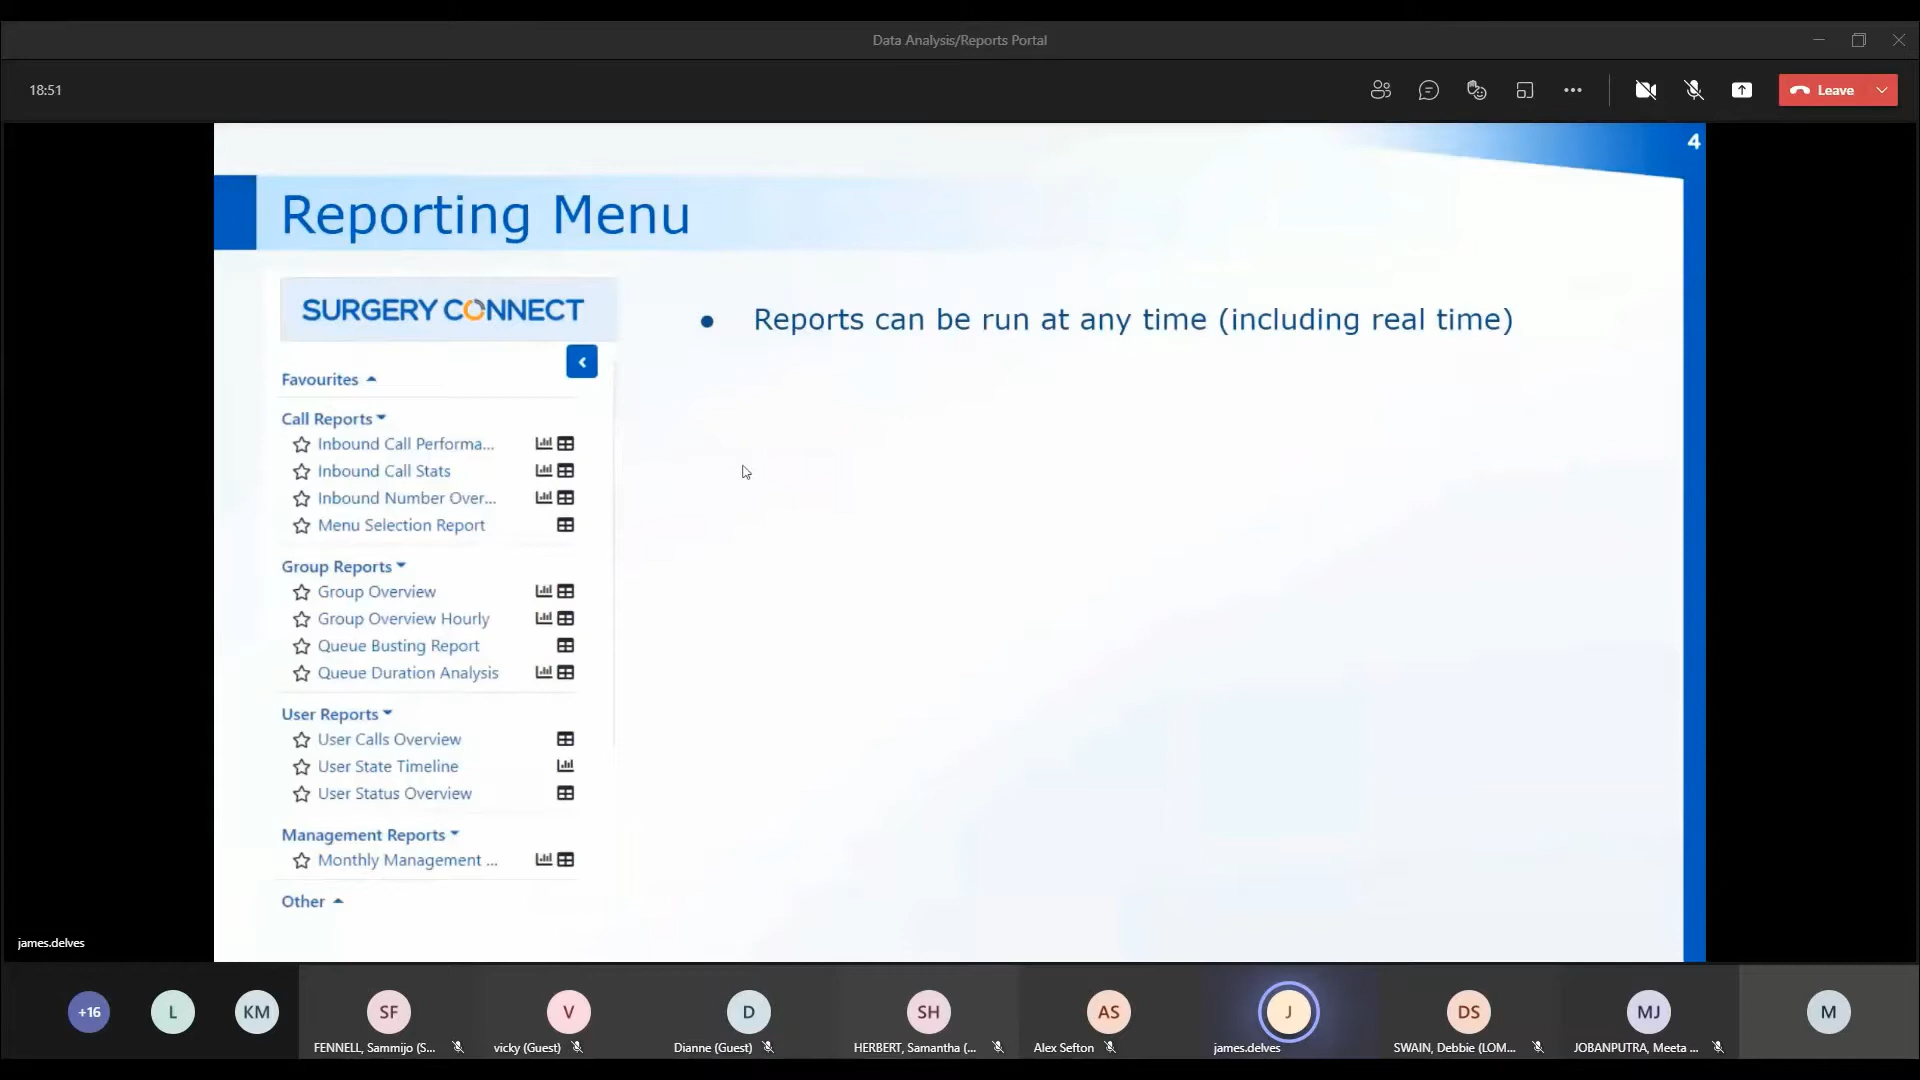 Data Analysis/Reports Portal
18:51
Leave
4
Reporting Menu
SURGERY CONNECT
• Reports can be run at any time (including real time)
Favourites
Call Reports
Inbound Call Performa...
Inbound Call Stats
Inbound Number Over...
Menu Selection Report
Group Reports
Group Overview
Group Overview Hourly
Queue Busting Report
Queue Duration Analysis
User Reports
User Calls Overview
User State Timeline
User Status Overview
Management Reports
Monthly Management ...
Other
james.delves
+16 L KM SF V D SH AS J DS MJ M
FENNELL, Sammijo (S... vicky (Guest) Dianne (Guest) HERBERT, Samantha (... Alex Sefton james.delves SWAIN, Debbie (LOM... JOBANPUTRA, Meeta ...